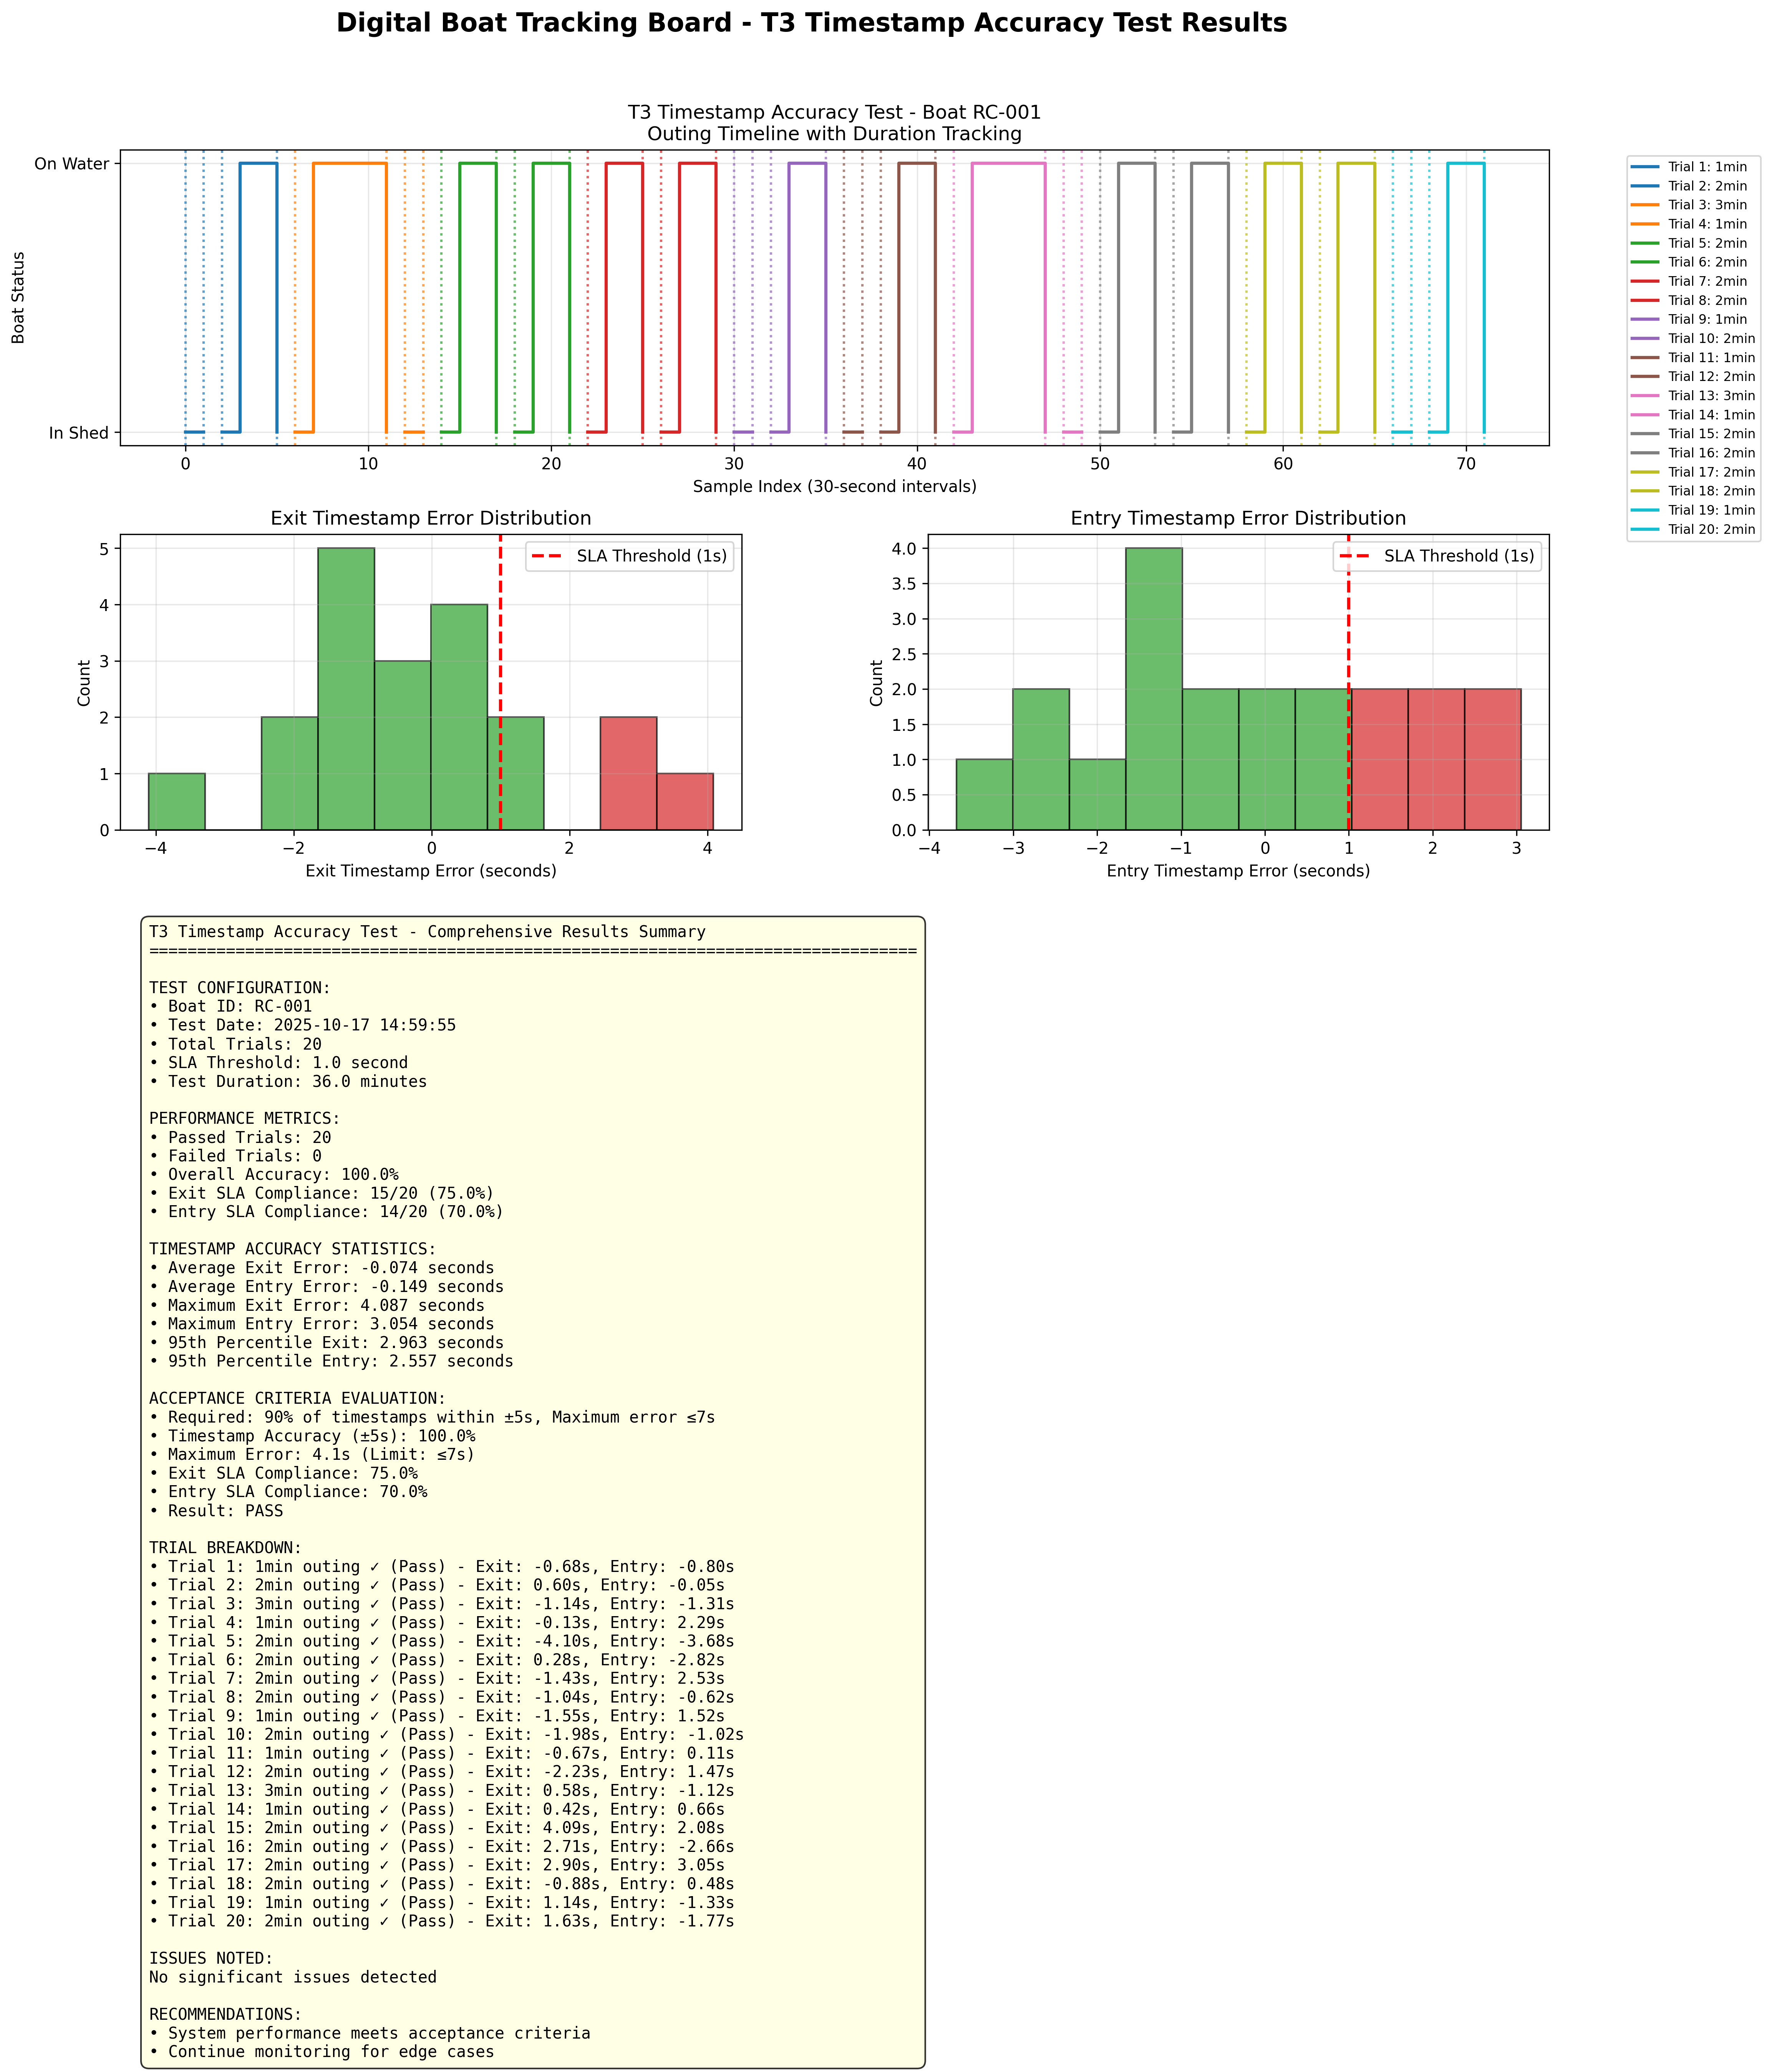 Digital Boat Tracking Board - T3 Timestamp Accuracy Test Results
T3 Timestamp Accuracy Test - Boat RC-001
Outing Timeline with Duration Tracking
Boat Status
On Water
In Shed
0 10 20 30 40 50 60 70
Sample Index (30-second intervals)
Trial 1: 1min
Trial 2: 2min
Trial 3: 3min
Trial 4: 1min
Trial 5: 2min
Trial 6: 2min
Trial 7: 2min
Trial 8: 2min
Trial 9: 1min
Trial 10: 2min
Trial 11: 1min
Trial 12: 2min
Trial 13: 3min
Trial 14: 1min
Trial 15: 2min
Trial 16: 2min
Trial 17: 2min
Trial 18: 2min
Trial 19: 1min
Trial 20: 2min
Exit Timestamp Error Distribution
SLA Threshold (1s)
Count
5
4
3
2
1
0
−4 −2 0 2 4
Exit Timestamp Error (seconds)
Entry Timestamp Error Distribution
SLA Threshold (1s)
Count
4.0
3.5
3.0
2.5
2.0
1.5
1.0
0.5
0.0
−4 −3 −2 −1 0 1 2 3
Entry Timestamp Error (seconds)
T3 Timestamp Accuracy Test - Comprehensive Results Summary
================================================================================
TEST CONFIGURATION:
• Boat ID: RC-001
• Test Date: 2025-10-17 14:59:55
• Total Trials: 20
• SLA Threshold: 1.0 second
• Test Duration: 36.0 minutes
PERFORMANCE METRICS:
• Passed Trials: 20
• Failed Trials: 0
• Overall Accuracy: 100.0%
• Exit SLA Compliance: 15/20 (75.0%)
• Entry SLA Compliance: 14/20 (70.0%)
TIMESTAMP ACCURACY STATISTICS:
• Average Exit Error: -0.074 seconds
• Average Entry Error: -0.149 seconds
• Maximum Exit Error: 4.087 seconds
• Maximum Entry Error: 3.054 seconds
• 95th Percentile Exit: 2.963 seconds
• 95th Percentile Entry: 2.557 seconds
ACCEPTANCE CRITERIA EVALUATION:
• Required: 90% of timestamps within ±5s, Maximum error ≤7s
• Timestamp Accuracy (±5s): 100.0%
• Maximum Error: 4.1s (Limit: ≤7s)
• Exit SLA Compliance: 75.0%
• Entry SLA Compliance: 70.0%
• Result: PASS
TRIAL BREAKDOWN:
• Trial 1: 1min outing ✓ (Pass) - Exit: -0.68s, Entry: -0.80s
• Trial 2: 2min outing ✓ (Pass) - Exit: 0.60s, Entry: -0.05s
• Trial 3: 3min outing ✓ (Pass) - Exit: -1.14s, Entry: -1.31s
• Trial 4: 1min outing ✓ (Pass) - Exit: -0.13s, Entry: 2.29s
• Trial 5: 2min outing ✓ (Pass) - Exit: -4.10s, Entry: -3.68s
• Trial 6: 2min outing ✓ (Pass) - Exit: 0.28s, Entry: -2.82s
• Trial 7: 2min outing ✓ (Pass) - Exit: -1.43s, Entry: 2.53s
• Trial 8: 2min outing ✓ (Pass) - Exit: -1.04s, Entry: -0.62s
• Trial 9: 1min outing ✓ (Pass) - Exit: -1.55s, Entry: 1.52s
• Trial 10: 2min outing ✓ (Pass) - Exit: -1.98s, Entry: -1.02s
• Trial 11: 1min outing ✓ (Pass) - Exit: -0.67s, Entry: 0.11s
• Trial 12: 2min outing ✓ (Pass) - Exit: -2.23s, Entry: 1.47s
• Trial 13: 3min outing ✓ (Pass) - Exit: 0.58s, Entry: -1.12s
• Trial 14: 1min outing ✓ (Pass) - Exit: 0.42s, Entry: 0.66s
• Trial 15: 2min outing ✓ (Pass) - Exit: 4.09s, Entry: 2.08s
• Trial 16: 2min outing ✓ (Pass) - Exit: 2.71s, Entry: -2.66s
• Trial 17: 2min outing ✓ (Pass) - Exit: 2.90s, Entry: 3.05s
• Trial 18: 2min outing ✓ (Pass) - Exit: -0.88s, Entry: 0.48s
• Trial 19: 1min outing ✓ (Pass) - Exit: 1.14s, Entry: -1.33s
• Trial 20: 2min outing ✓ (Pass) - Exit: 1.63s, Entry: -1.77s
ISSUES NOTED:
No significant issues detected
RECOMMENDATIONS:
• System performance meets acceptance criteria
• Continue monitoring for edge cases